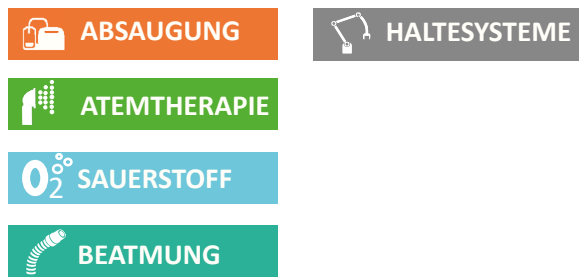 ABSAUGUNG
HALTESYSTEME
ATEMTHERAPIE
O2 SAUERSTOFF
BEATMUNG